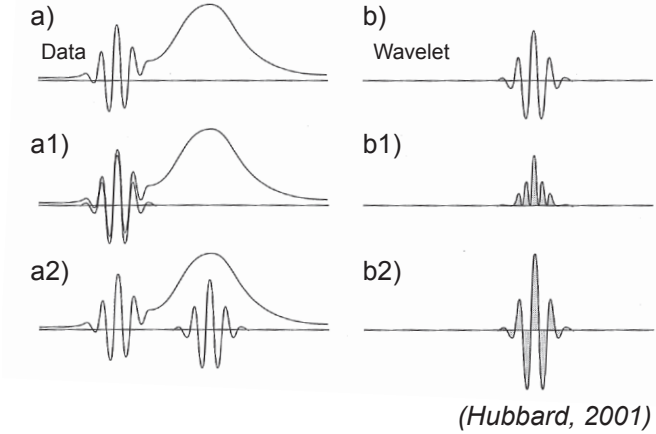 a)
b)
Data
Wavelet
a1)
b1)
a2)
b2)
(Hubbard, 2001)